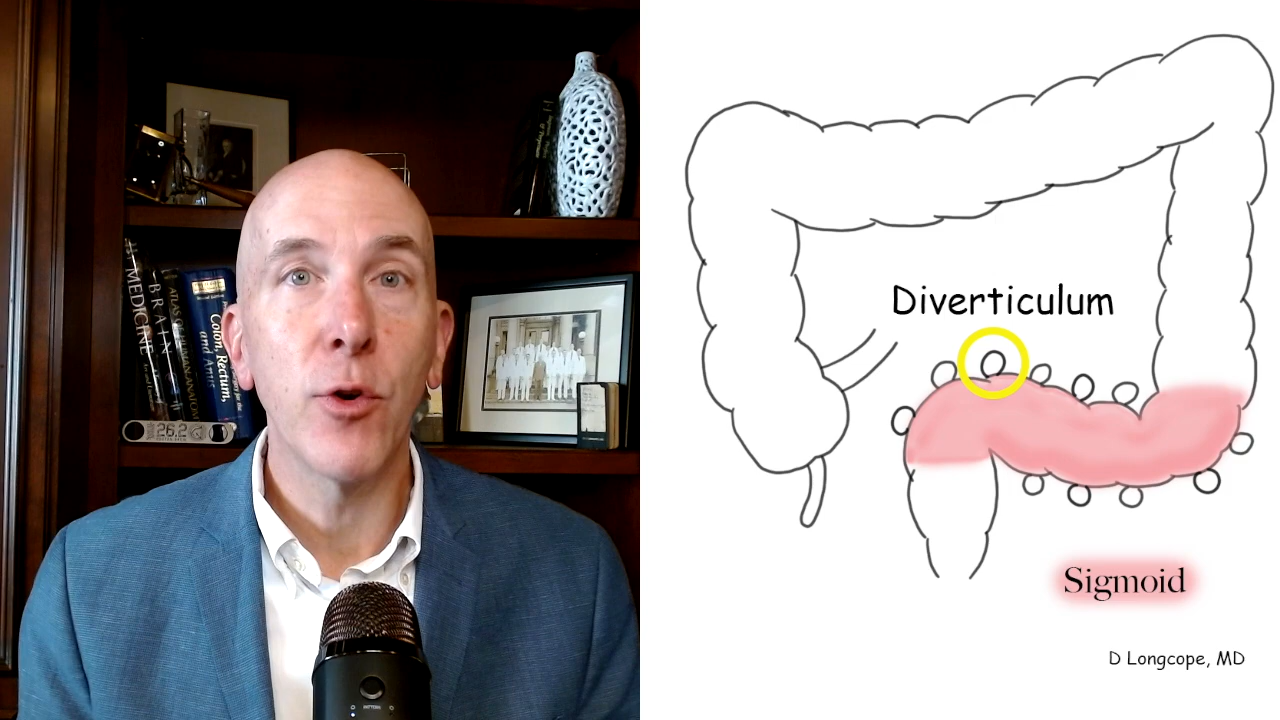 MEDICINE
BRAIN
ATLAS OF HUMAN ANATOMY
Colon, Rectum,
and Anus
26.2
Diverticulum
Sigmoid
D Longcope, MD